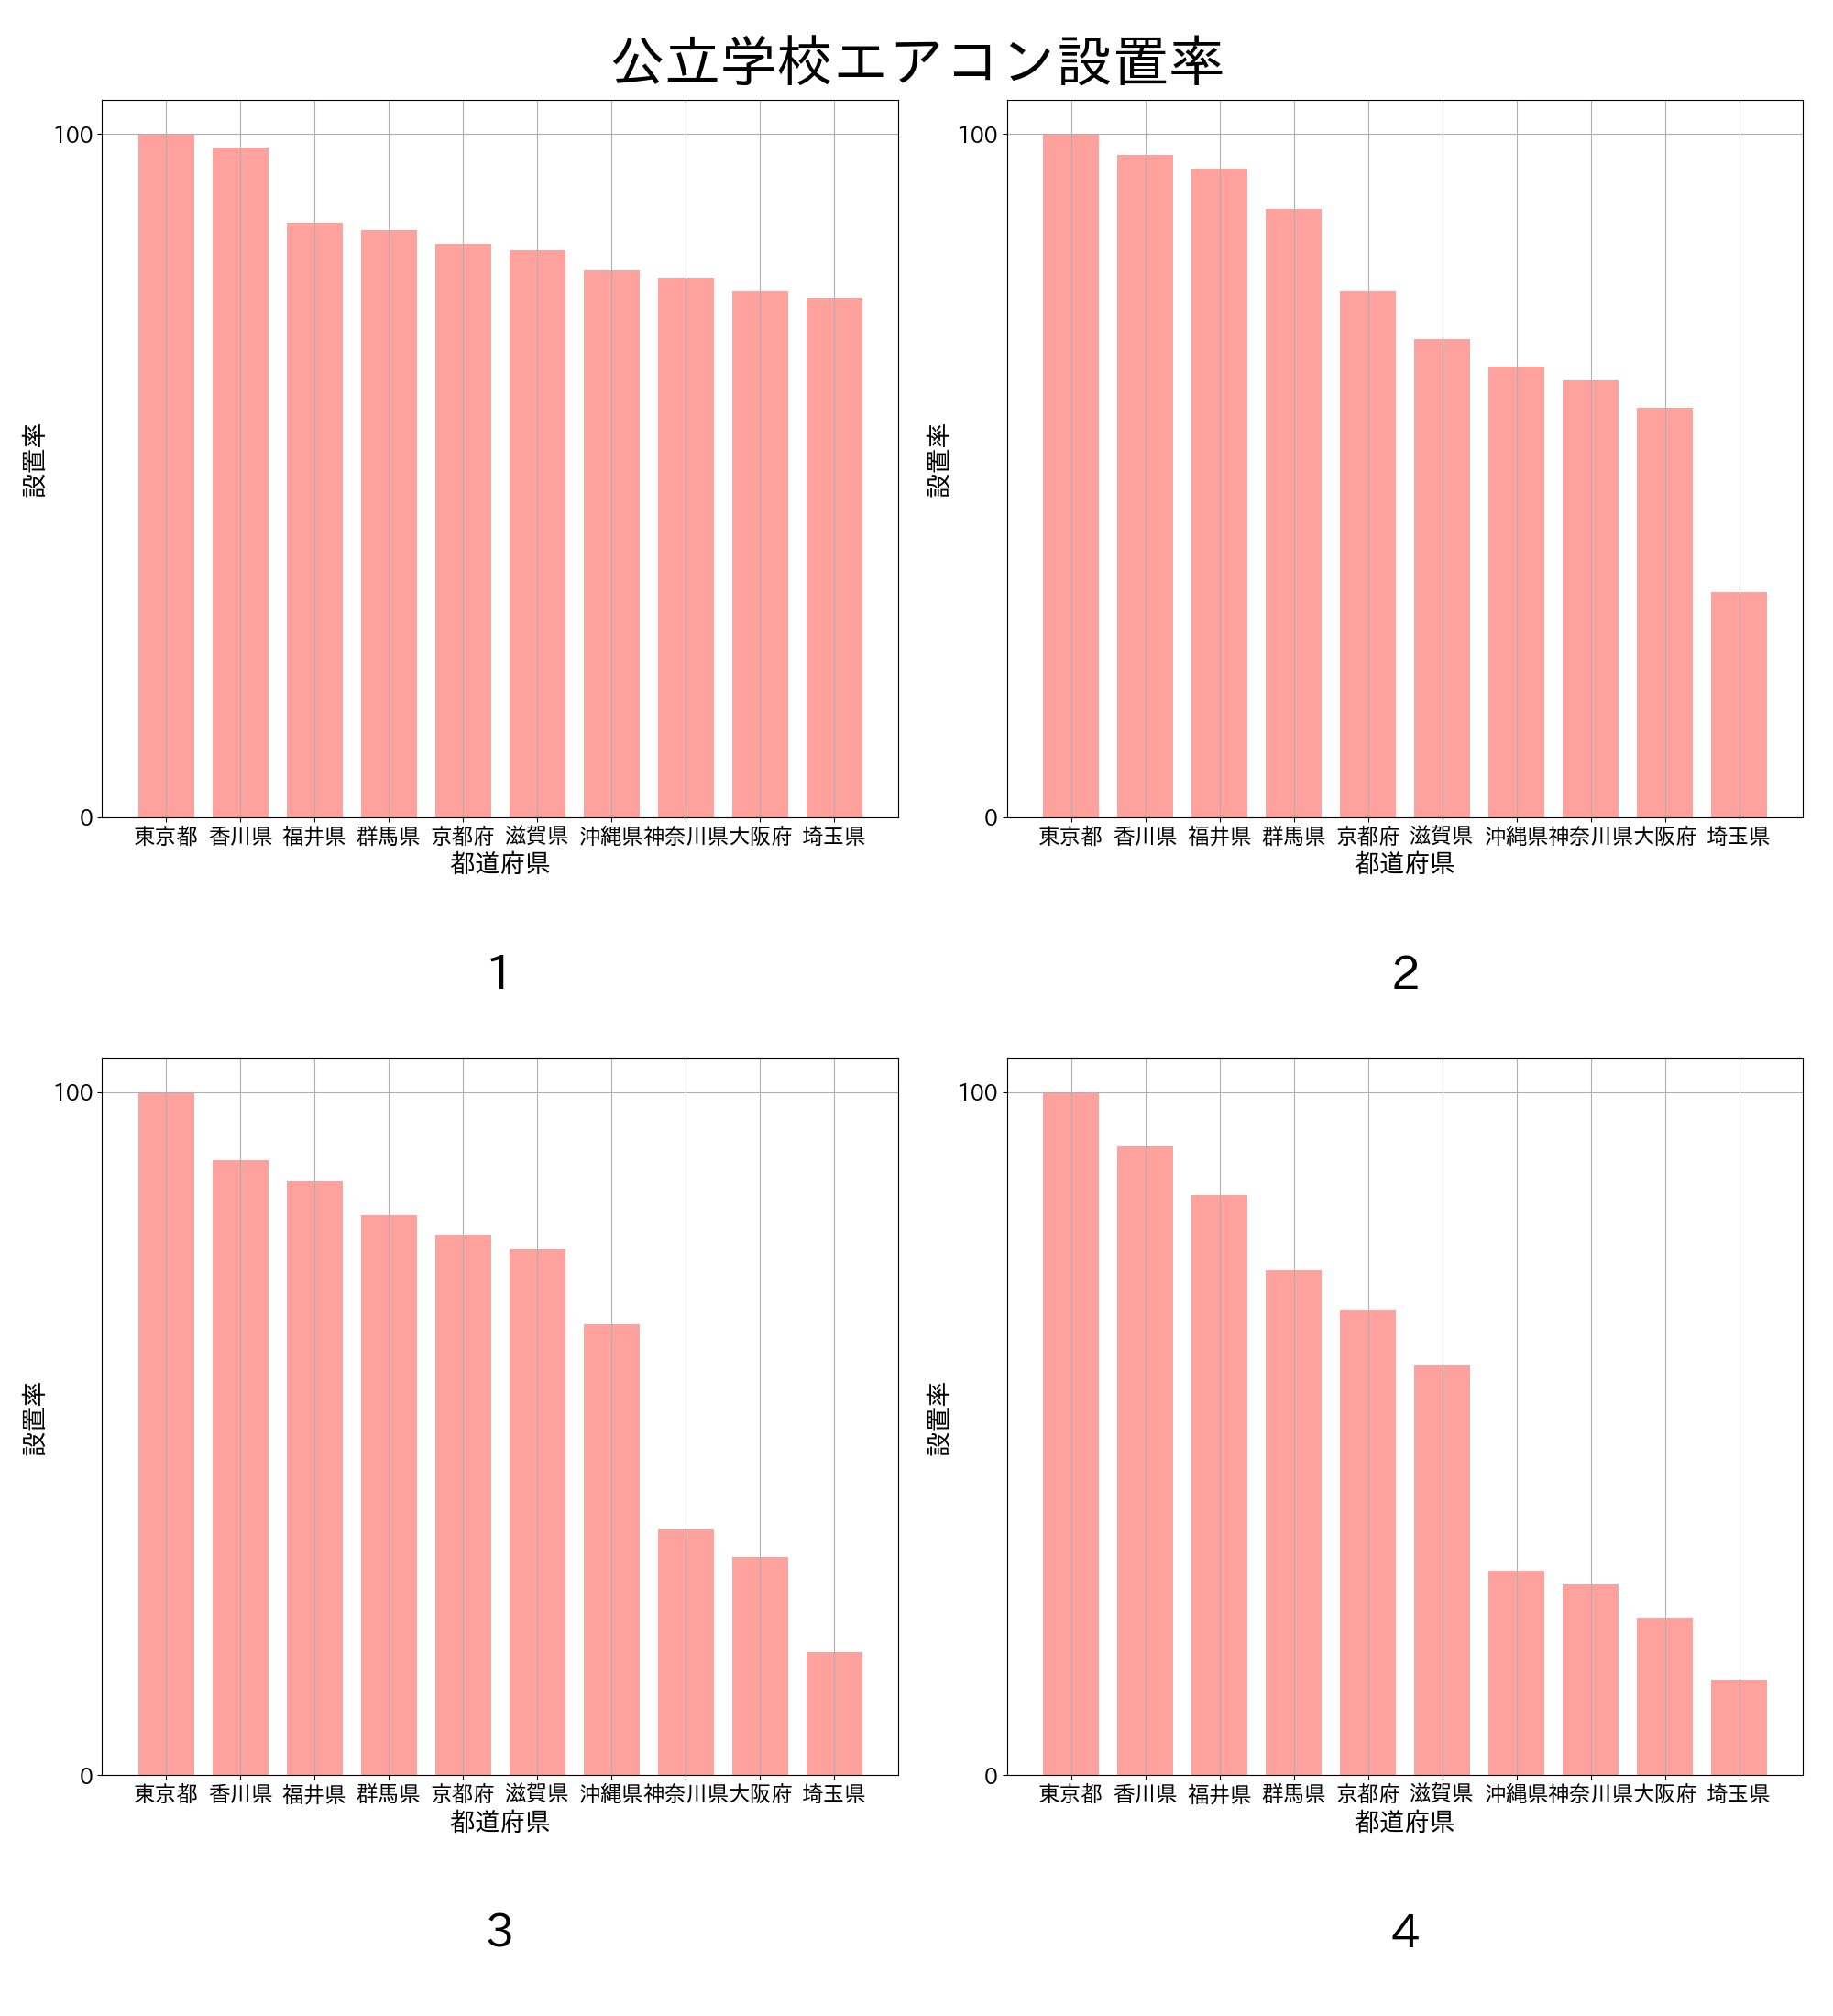 公立学校エアコン設置率
100
0
設置率
東京都 香川県 福井県 群馬県 京都府 滋賀県 沖縄県 神奈川県 大阪府 埼玉県
都道府県
1
100
0
設置率
東京都 香川県 福井県 群馬県 京都府 滋賀県 沖縄県 神奈川県 大阪府 埼玉県
都道府県
2
100
0
設置率
東京都 香川県 福井県 群馬県 京都府 滋賀県 沖縄県 神奈川県 大阪府 埼玉県
都道府県
3
100
0
設置率
東京都 香川県 福井県 群馬県 京都府 滋賀県 沖縄県 神奈川県 大阪府 埼玉県
都道府県
4